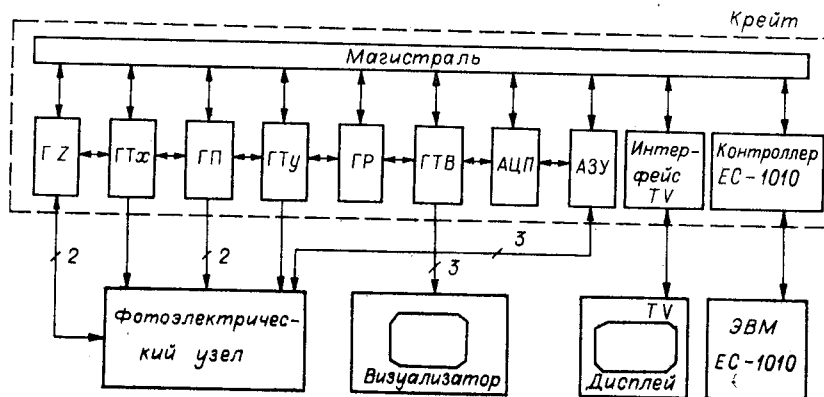 Крейт
Магистраль
ГZ
ГТх
ГП
ГТу
ГР
ГТВ
АЦП
АЗУ
Интер-
фейс
TV
Контроллер
ЕС-1010
2
2
3
3
Фотоэлектричес-
кий узел
Визуализатор
TV
Дисплей
ЭВМ
ЕС-1010